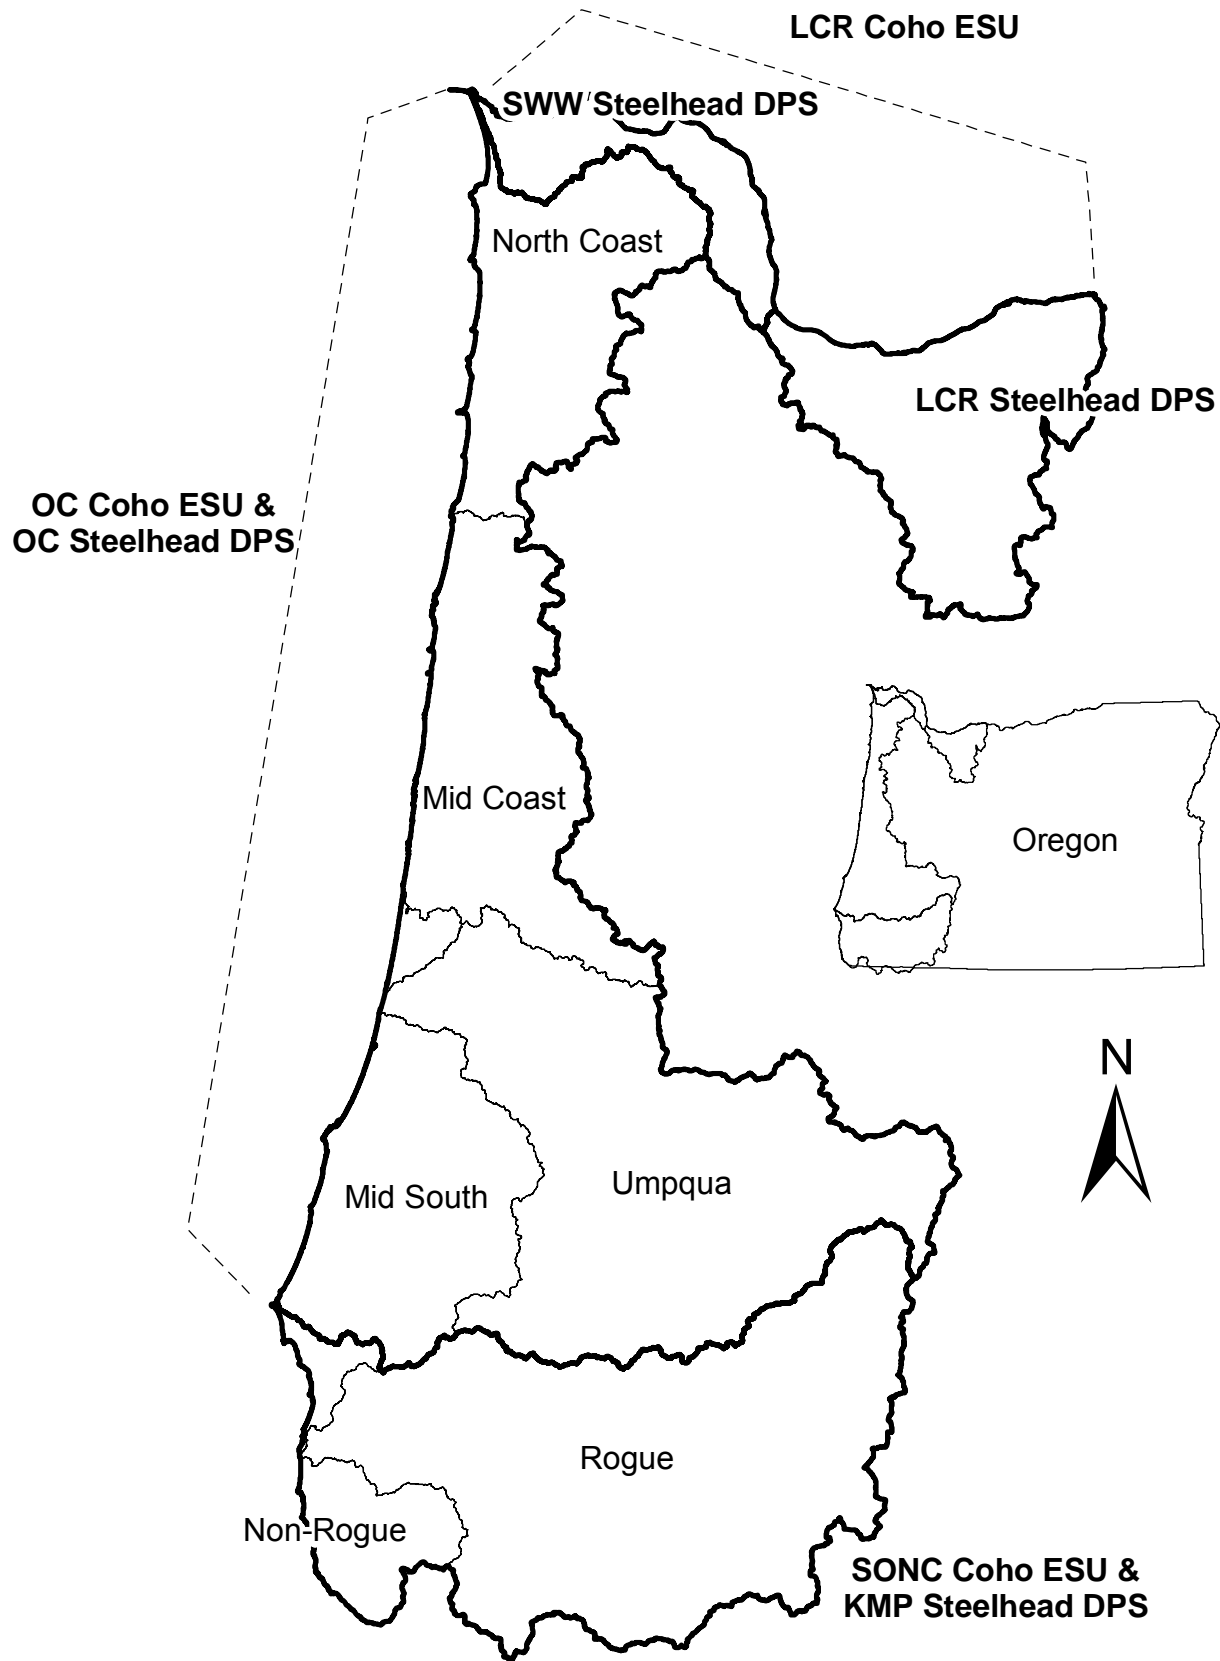 LCR Coho ESU
SWW Steelhead DPS
North Coast
LCR Steelhead DPS
OC Coho ESU &
OC Steelhead DPS
Mid Coast
Oregon
N
Mid South
Umpqua
Rogue
Non-Rogue
SONC Coho ESU &
KMP Steelhead DPS